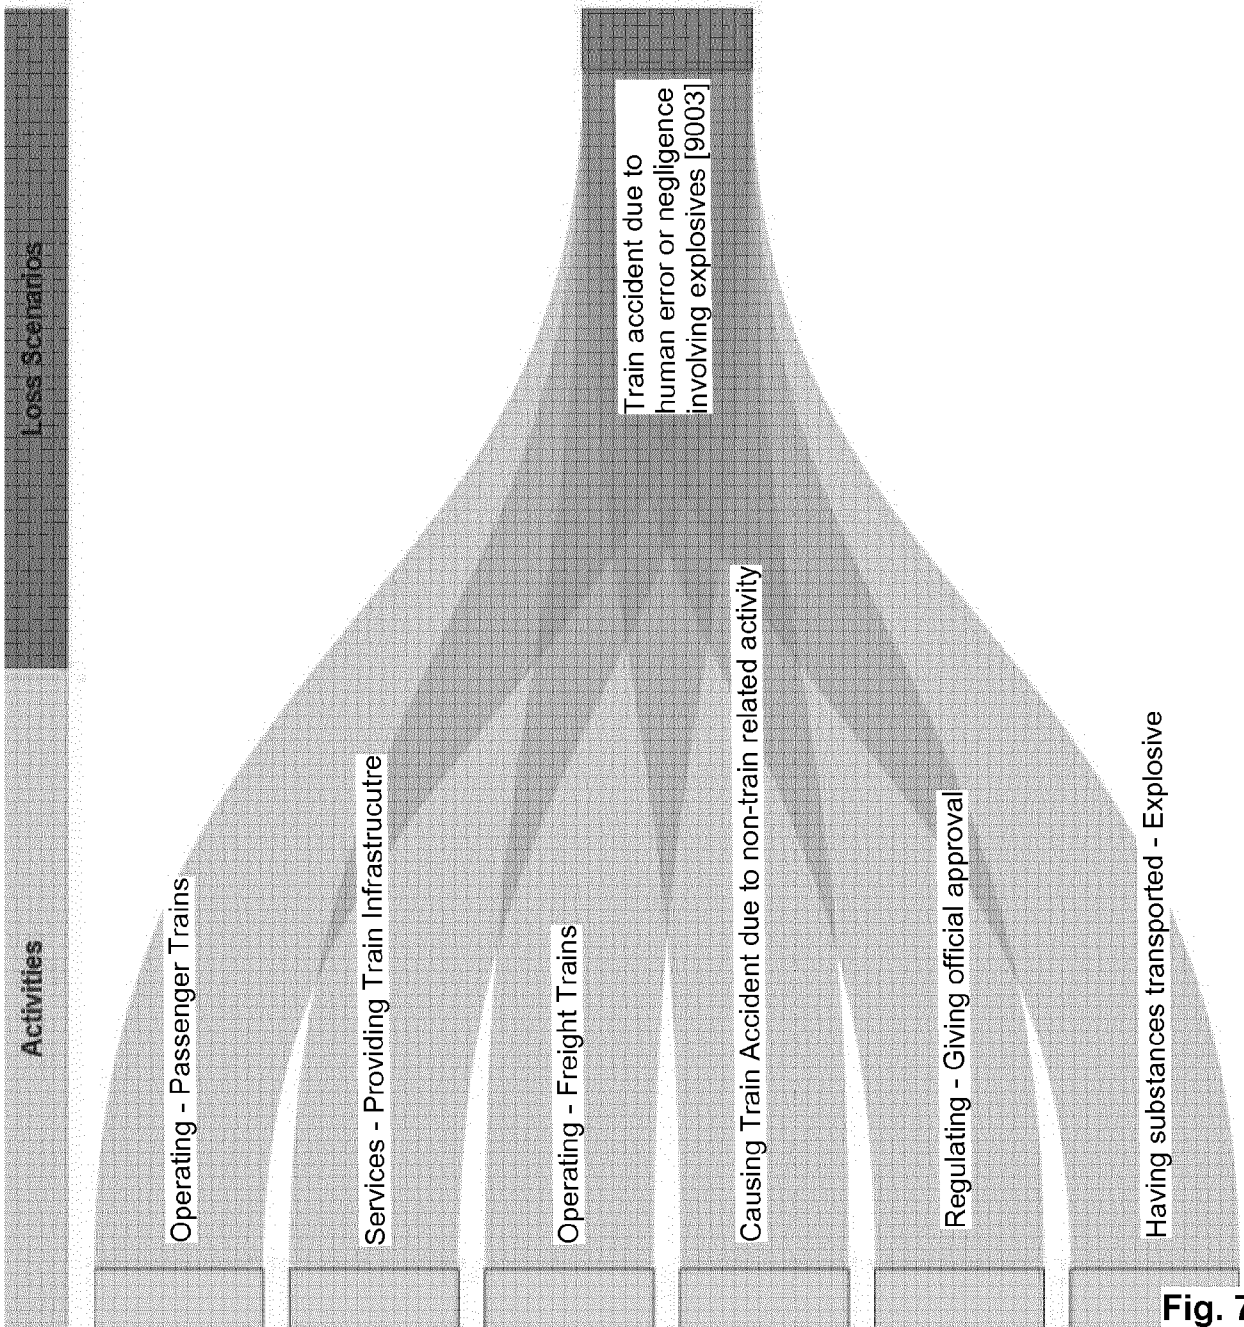 Activities
Loss Scenarios
Operating - Passenger Trains
Services - Providing Train Infrastrucutre
Operating - Freight Trains
Causing Train Accident due to non-train related activity
Regulating - Giving official approval
Having substances transported - Explosive
Train accident due to
human error or negligence
involving explosives [9003]
Fig. 7